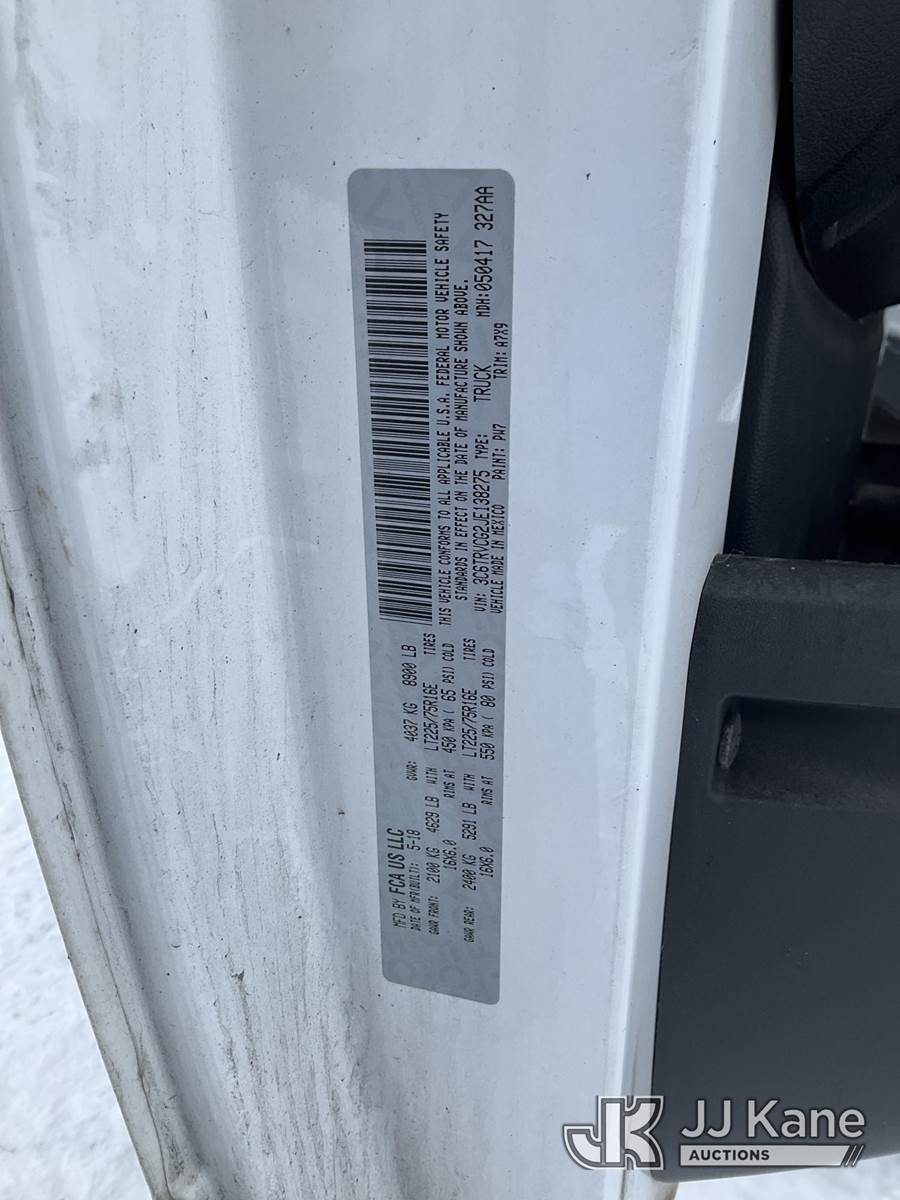 MFD BY FCA US LLC
DATE OF MFR(BUILT): 5-18 GVWR: 4037 KG 8900 LB
GAWR FRONT: 2100 KG 4629 LB WITH LT225/75R16E TIRES
16X6.0 RIMS AT 450 KPA ( 65 PSI) COLD
GAWR REAR: 2400 KG 5291 LB WITH LT225/75R16E TIRES
16X6.0 RIMS AT 550 KPA ( 80 PSI) COLD
THIS VEHICLE CONFORMS TO ALL APPLICABLE U.S.A. FEDERAL MOTOR VEHICLE SAFETY
STANDARDS IN EFFECT ON THE DATE OF MANUFACTURE SHOWN ABOVE.
VIN: 3C6TRVCG2JE138275 TYPE: TRUCK MDH:050417 327AA
VEHICLE MADE IN MEXICO PAINT: PW7 TRIM: A7X9
JK JJ Kane
AUCTIONS